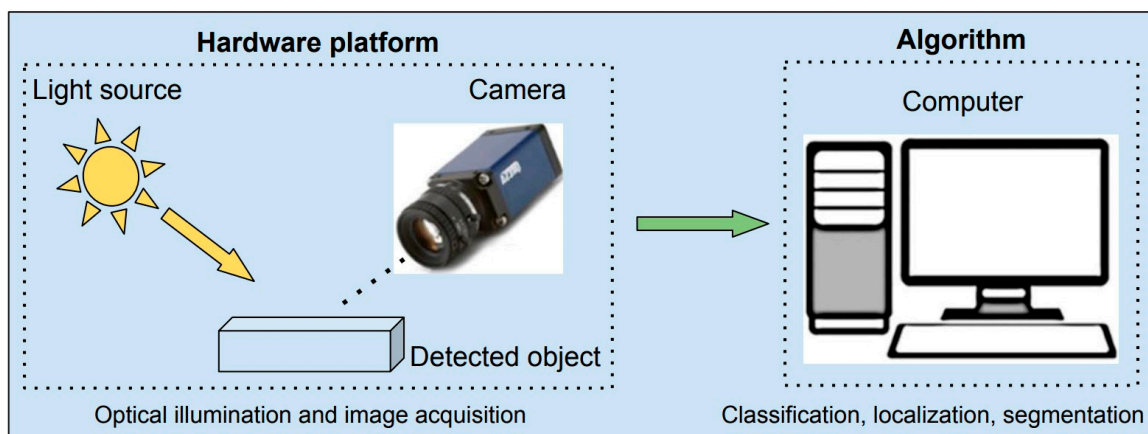 Hardware platform
Light source
Camera
Detected object
Optical illumination and image acquisition
Algorithm
Computer
Classification, localization, segmentation